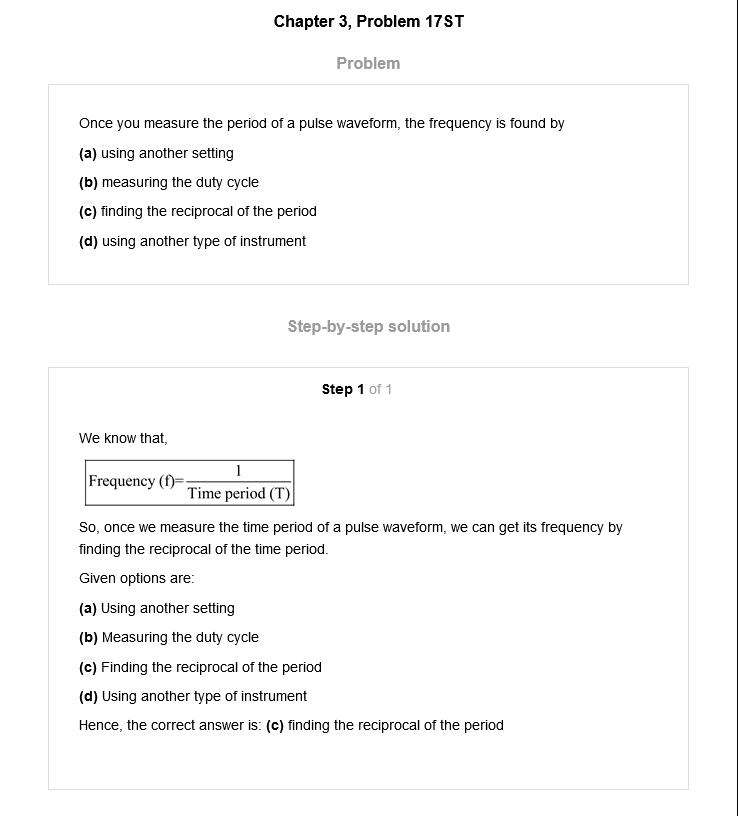 Chapter 3, Problem 17ST
Problem
Once you measure the period of a pulse waveform, the frequency is found by
(a) using another setting
(b) measuring the duty cycle
(c) finding the reciprocal of the period
(d) using another type of instrument
Step-by-step solution
Step 1 of 1
We know that,
Frequency (f)= 1 / Time period (T)
So, once we measure the time period of a pulse waveform, we can get its frequency by
finding the reciprocal of the time period.
Given options are:
(a) Using another setting
(b) Measuring the duty cycle
(c) Finding the reciprocal of the period
(d) Using another type of instrument
Hence, the correct answer is: (c) finding the reciprocal of the period